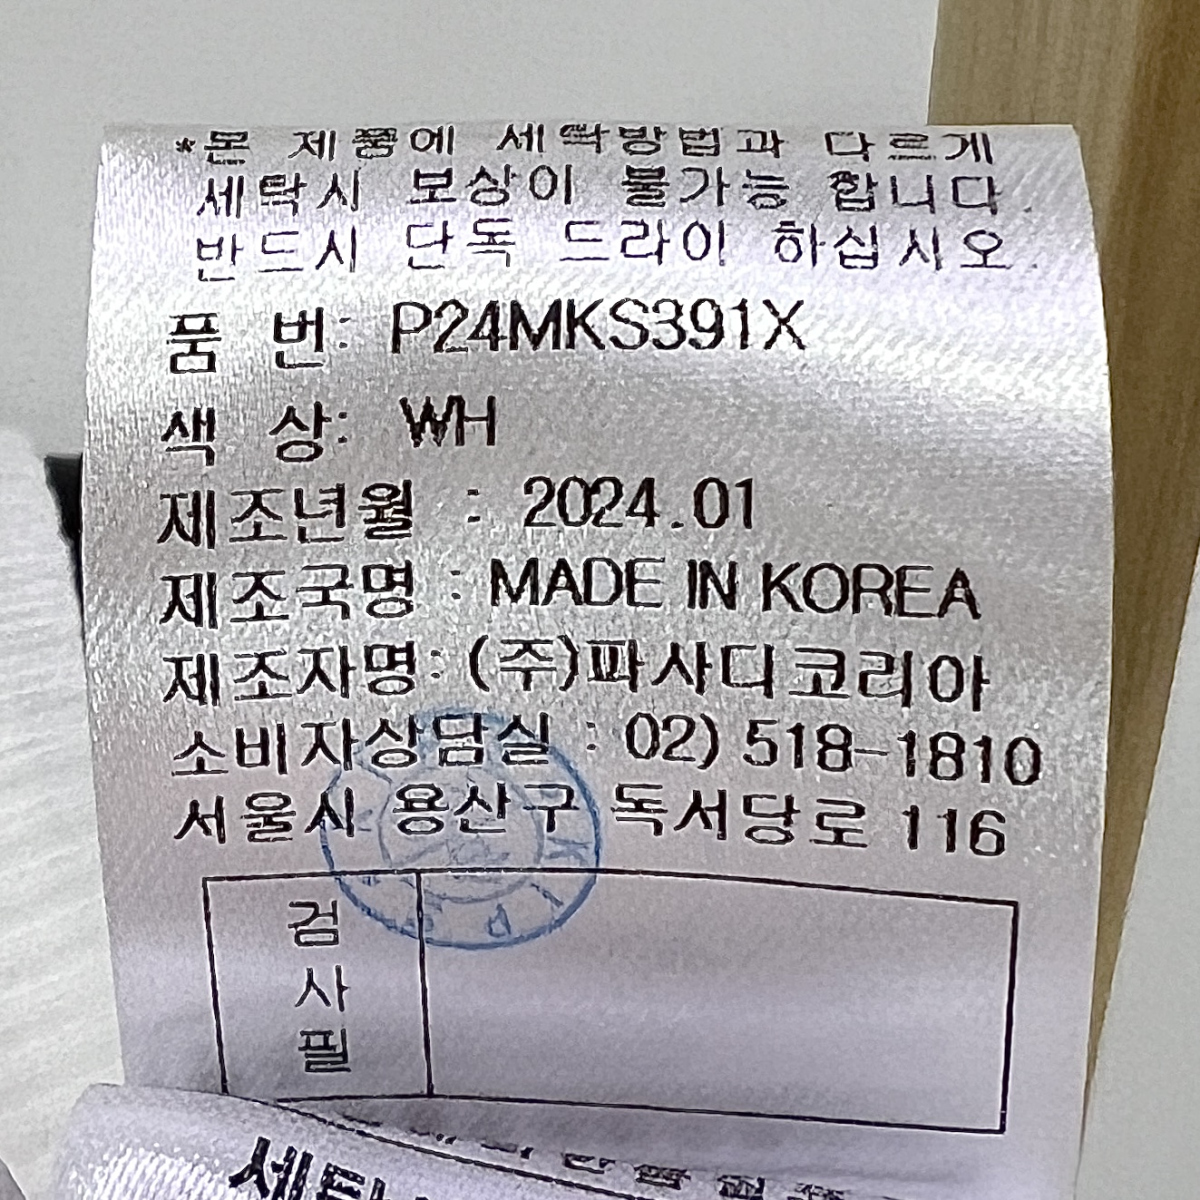 *본 제품에 세탁방법과 다르게
세탁시 보상이 불가능 합니다.
반드시 단독 드라이 하십시오.
품 번: P24MKS391X
색 상: WH
제조년월 : 2024.01
제조국명 : MADE IN KOREA
제조자명: (주)파사디코리아
소비자상담실 : 02) 518-1810
서울시 용산구 독서당로 116
검
사
필